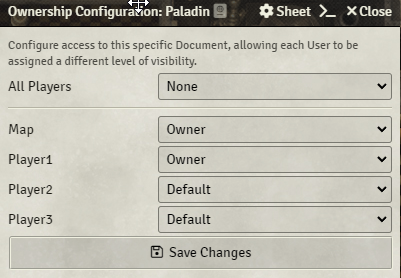 Ownership Configuration: Paladin Sheet Close
Configure access to this specific Document, allowing each User to be
assigned a different level of visibility.
All Players None
Map Owner
Player1 Owner
Player2 Default
Player3 Default
Save Changes